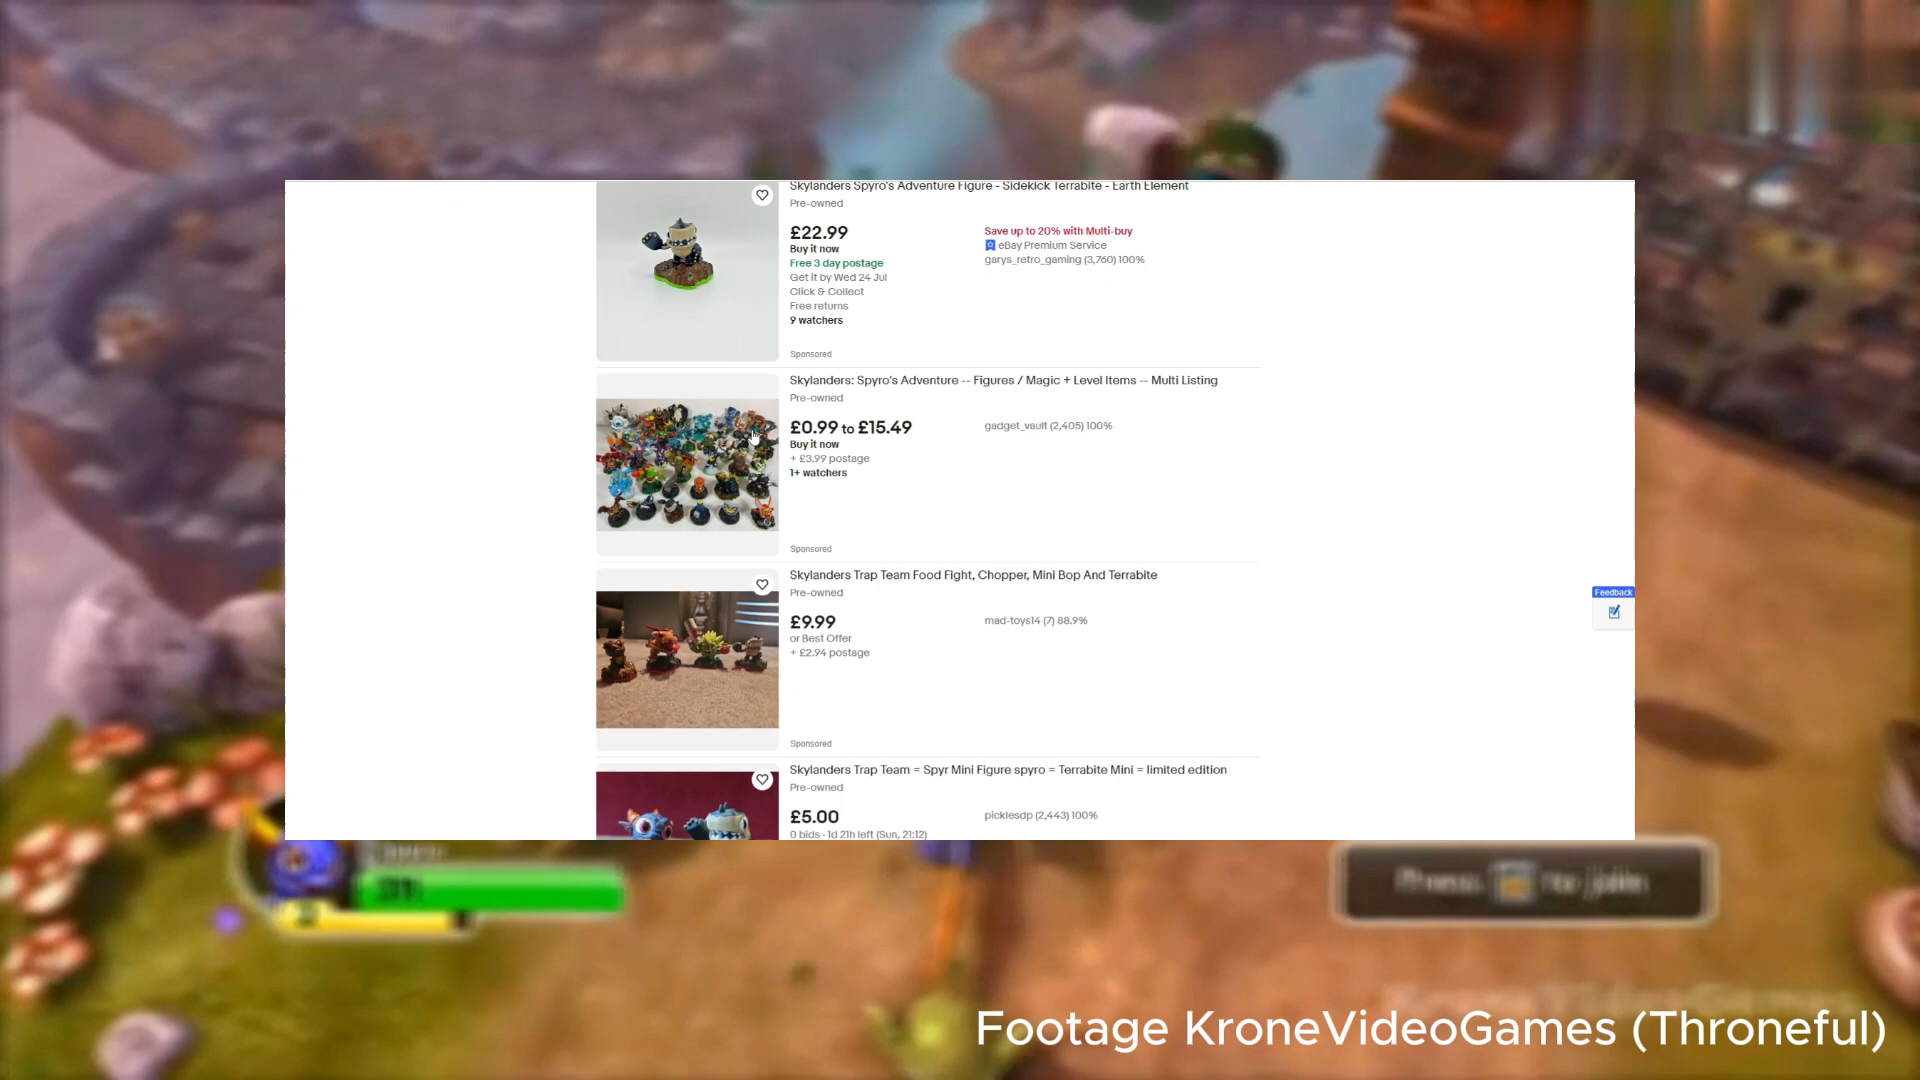 Skylanders Spyro's Adventure Figure - Sidekick Terrabite - Earth Element
Pre-owned
£22.99
Buy it now
Free 3 day postage
Get it by Wed 24 Jul
Click & Collect
Free returns
9 watchers
Save up to 20% with Multi-buy
eBay Premium Service
garys_retro_gaming (3,760) 100%
Sponsored
Skylanders: Spyro's Adventure -- Figures / Magic + Level Items -- Multi Listing
Pre-owned
£0.99 to £15.49
Buy it now
+ £3.99 postage
1+ watchers
gadget_vault (2,405) 100%
Sponsored
Skylanders Trap Team Food Fight, Chopper, Mini Bop And Terrabite
Pre-owned
£9.99
or Best Offer
+ £2.94 postage
mad-toys14 (7) 88.9%
Sponsored
Feedback
Skylanders Trap Team = Spyr Mini Figure spyro = Terrabite Mini = limited edition
Pre-owned
£5.00
0 bids · 1d 21h left (Sun, 21:12)
picklesdp (2,443) 100%
Press to join
Footage KroneVideoGames (Throneful)